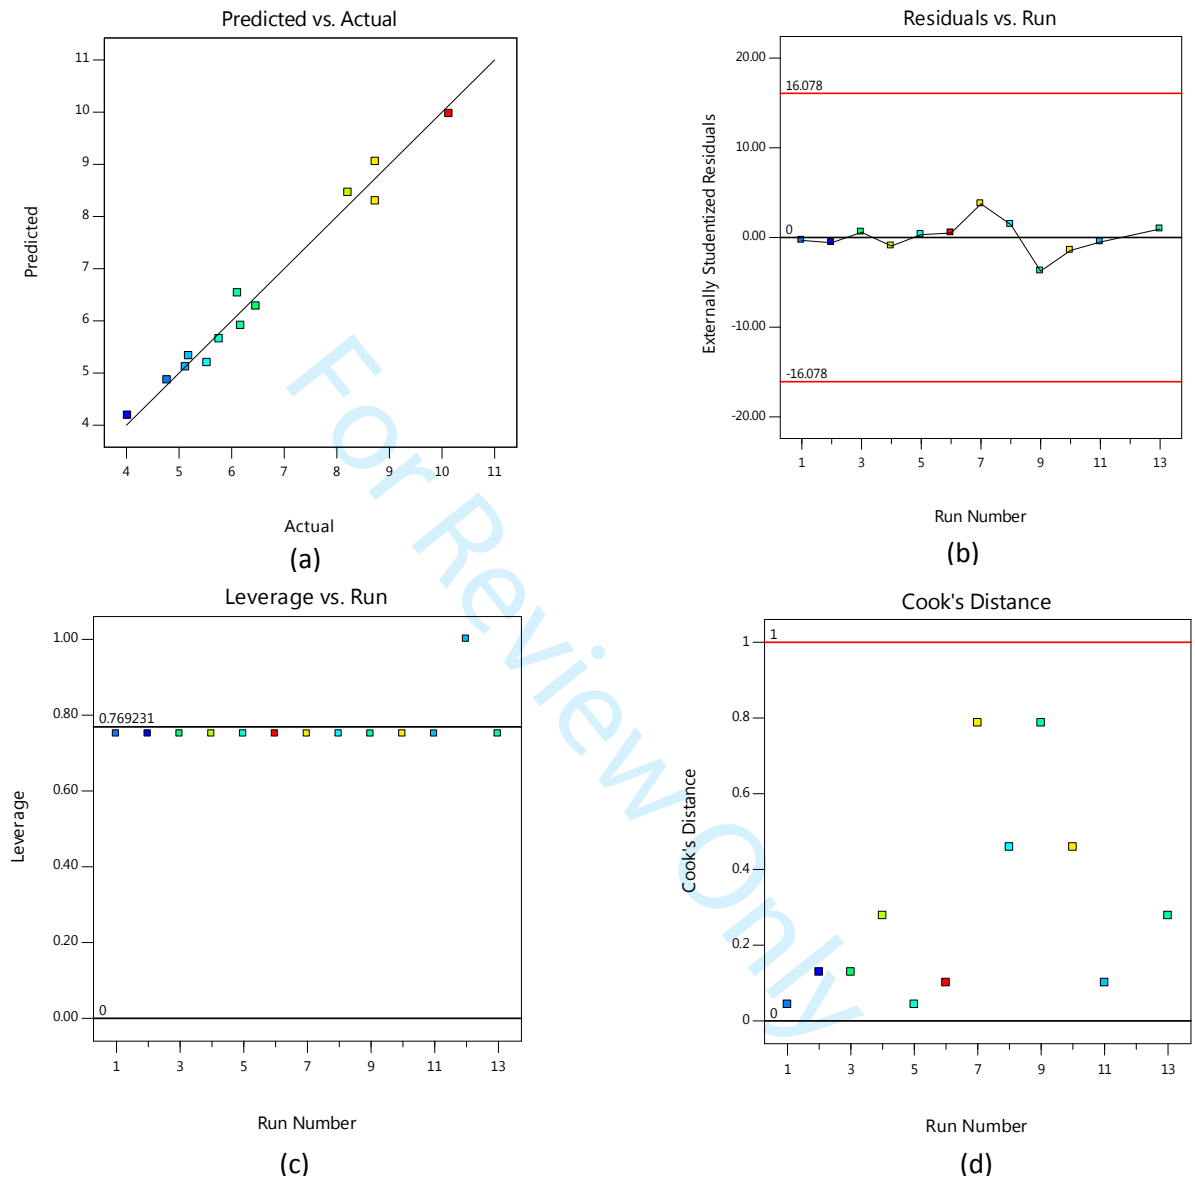 Predicted vs. Actual
Predicted
11
10
9
8
7
6
5
4
4 5 6 7 8 9 10 11
Actual
(a)
Residuals vs. Run
Externally Studentized Residuals
20.00
10.00
0.00
-10.00
-20.00
16.078
0
-16.078
1 3 5 7 9 11 13
Run Number
(b)
Leverage vs. Run
Leverage
1.00
0.80
0.60
0.40
0.20
0.00
0.769231
0
1 3 5 7 9 11 13
Run Number
(c)
Cook's Distance
Cook's Distance
1
0.8
0.6
0.4
0.2
0
1
0
1 3 5 7 9 11 13
Run Number
(d)
For Review Only